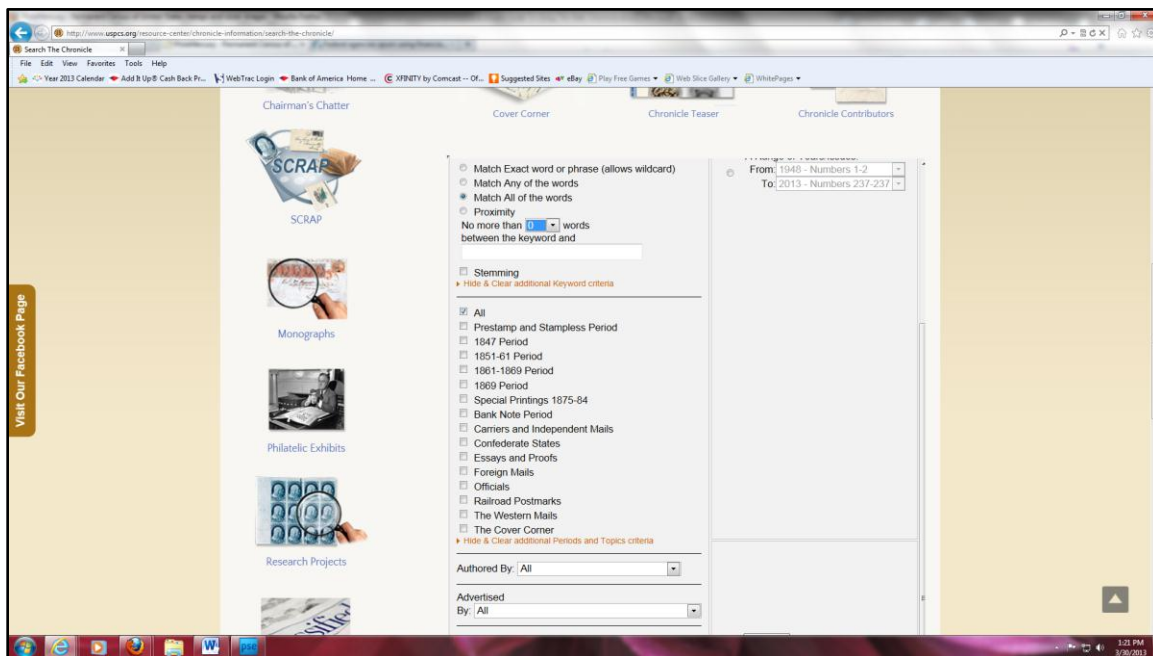 http://www.uspcs.org/resource-center/chronicle-information/search-the-chronicle/
Search The Chronicle
File Edit View Favorites Tools Help
Year 2013 Calendar Add It Up® Cash Back Pr... WebTrac Login Bank of America Home ... XFINITY by Comcast -- Of... Suggested Sites eBay Play Free Games Web Slice Gallery WhitePages
Chairman's Chatter
Cover Corner
Chronicle Teaser
Chronicle Contributors
SCRAP
SCRAP
Monographs
Philatelic Exhibits
Research Projects
Visit Our Facebook Page
Match Exact word or phrase (allows wildcard)
Match Any of the words
Match All of the words
Proximity
No more than 0 words
between the keyword and
Stemming
Hide & Clear additional Keyword criteria
All
Prestamp and Stampless Period
1847 Period
1851-61 Period
1861-1869 Period
1869 Period
Special Printings 1875-84
Bank Note Period
Carriers and Independent Mails
Confederate States
Essays and Proofs
Foreign Mails
Officials
Railroad Postmarks
The Western Mails
The Cover Corner
Hide & Clear additional Periods and Topics criteria
Authored By: All
Advertised
By: All
From: 1948 - Numbers 1-2
To: 2013 - Numbers 237-237
pse
1:21 PM
3/30/2013